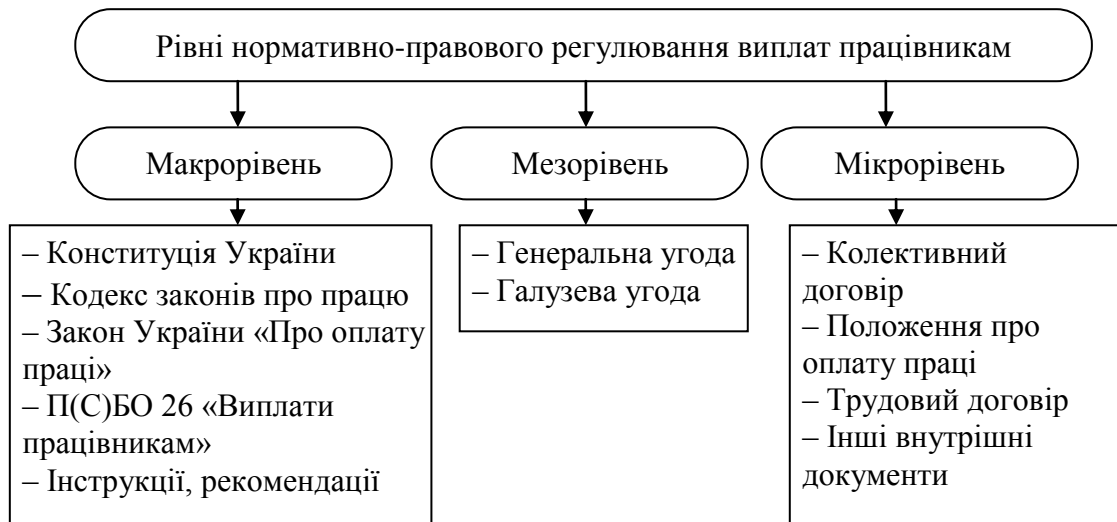 Рівні нормативно-правового регулювання виплат працівникам
Макрорівень
Мезорівень
Мікрорівень
– Конституція України
– Кодекс законів про працю
– Закон України «Про оплату
праці»
– П(С)БО 26 «Виплати
працівникам»
– Інструкції, рекомендації
– Генеральна угода
– Галузева угода
– Колективний
договір
– Положення про
оплату праці
– Трудовий договір
– Інші внутрішні
документи